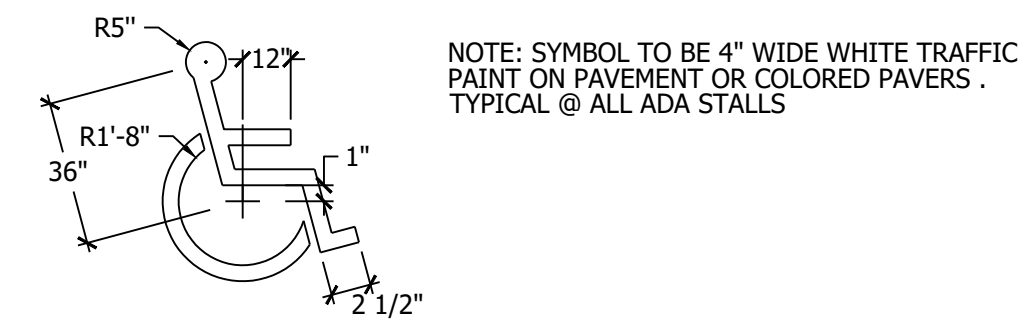 R5"
12"
NOTE: SYMBOL TO BE 4" WIDE WHITE TRAFFIC
PAINT ON PAVEMENT OR COLORED PAVERS .
TYPICAL @ ALL ADA STALLS
R1'-8"
1"
36"
2 1/2"